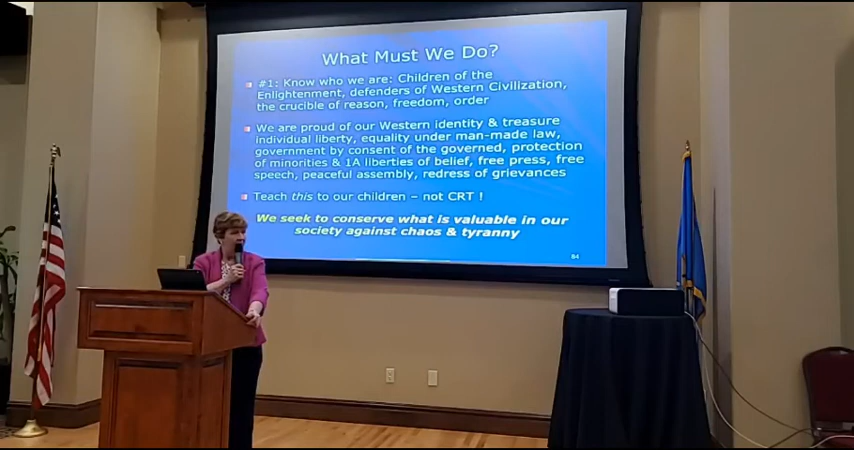 What Must We Do?
#1: Know who we are: Children of the
Enlightenment, defenders of Western Civilization,
the crucible of reason, freedom, order
We are proud of our Western identity & treasure
individual liberty, equality under man-made law,
government by consent of the governed, protection
of minorities & 1A liberties of belief, free press, free
speech, peaceful assembly, redress of grievances
Teach this to our children – not CRT !
We seek to conserve what is valuable in our
society against chaos & tyranny
84